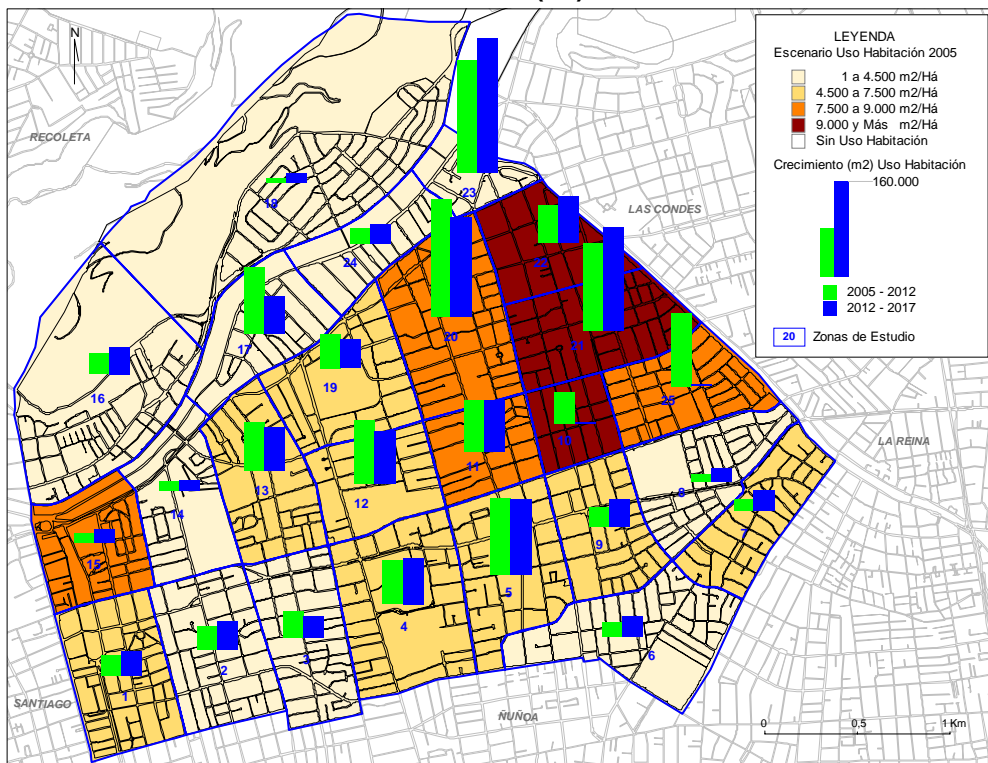 N
RECOLETA
LAS CONDES
LA REINA
SANTIAGO
ÑUÑOA
LEYENDA
Escenario Uso Habitación 2005
1 a 4.500 m2/Há
4.500 a 7.500 m2/Há
7.500 a 9.000 m2/Há
9.000 y Más m2/Há
Sin Uso Habitación
Crecimiento (m2) Uso Habitación
160.000
2005 - 2012
2012 - 2017
20 Zonas de Estudio
18
23
24
22
17
20
21
16
19
25
10
11
13
12
8
14
9
15
5
4
6
3
2
1
0 0.5 1 Km